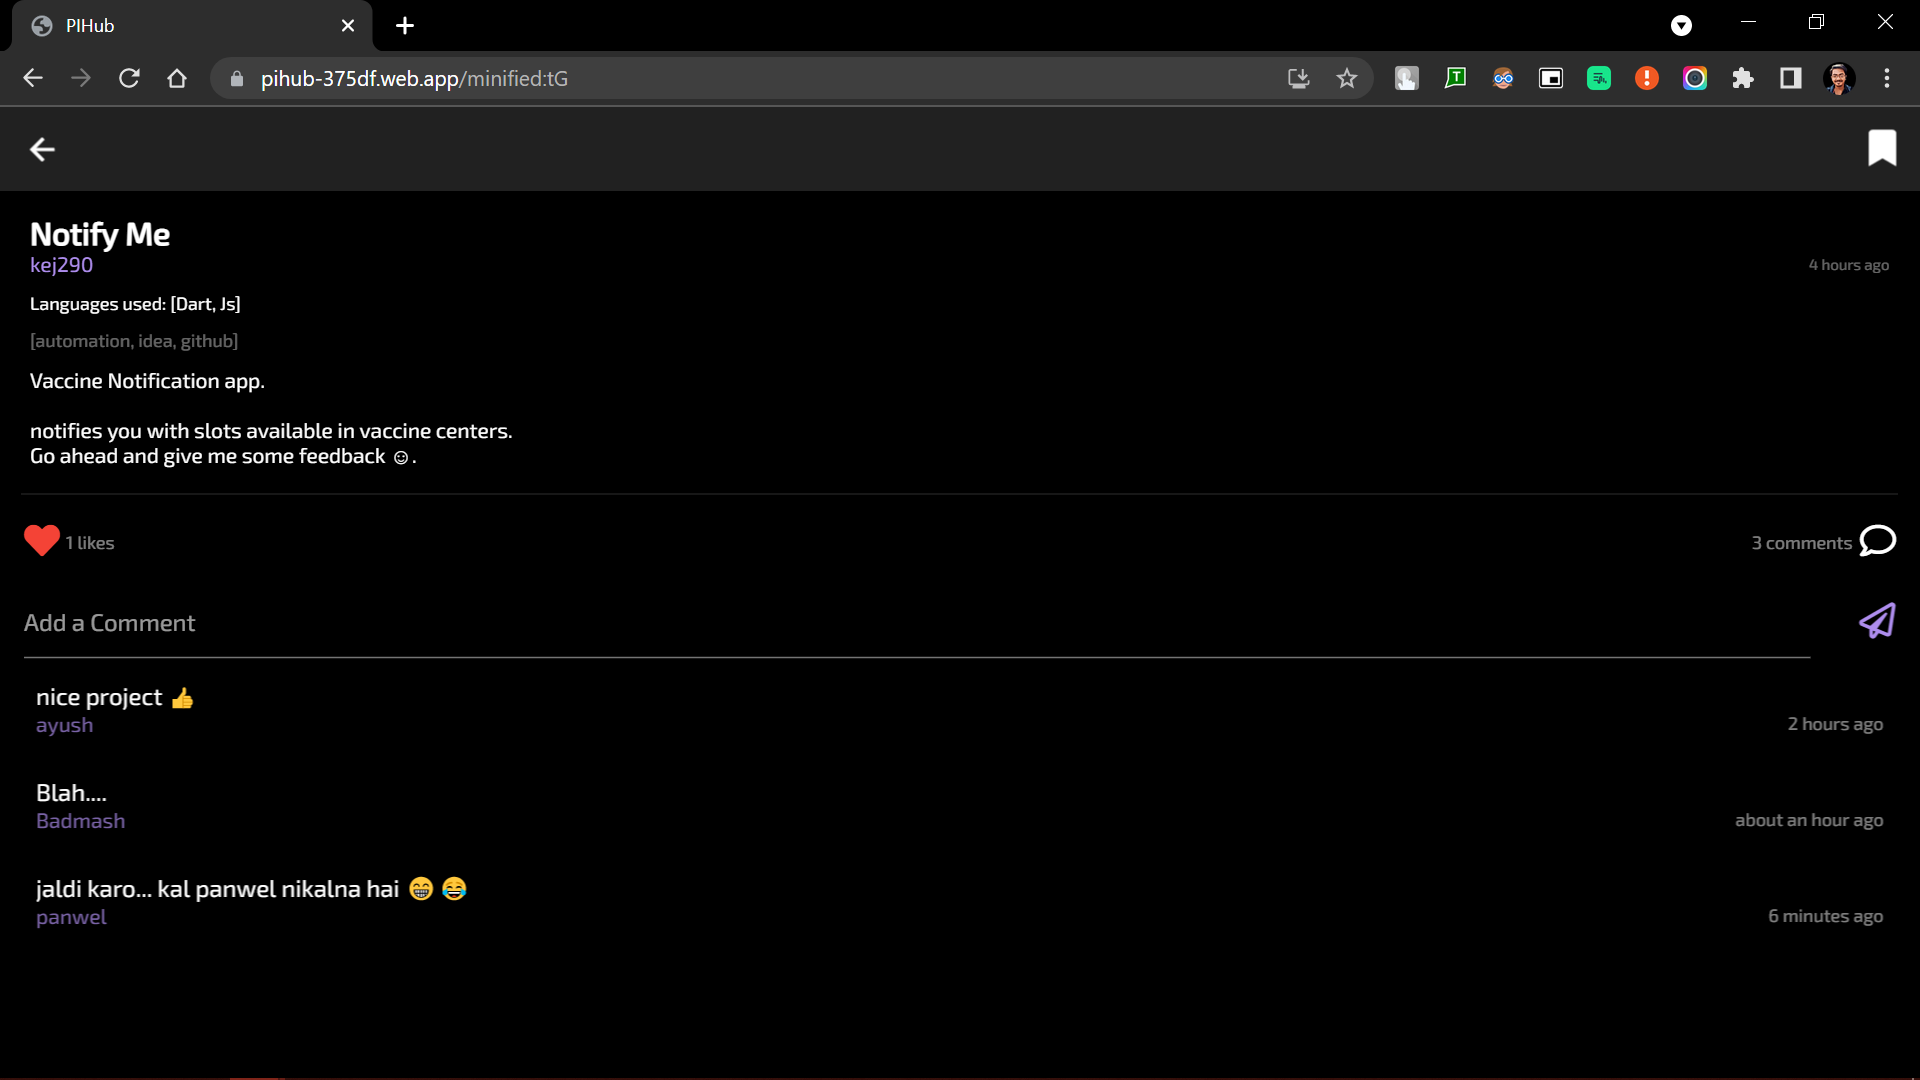 PIHub
pihub-375df.web.app/minified:tG
Notify Me
kej290
4 hours ago
Languages used: [Dart, Js]
[automation, idea, github]
Vaccine Notification app.
notifies you with slots available in vaccine centers.
Go ahead and give me some feedback ☺.
1 likes
3 comments
Add a Comment
nice project 👍
ayush
2 hours ago
Blah....
Badmash
about an hour ago
jaldi karo... kal panwel nikalna hai 😁 😂
panwel
6 minutes ago